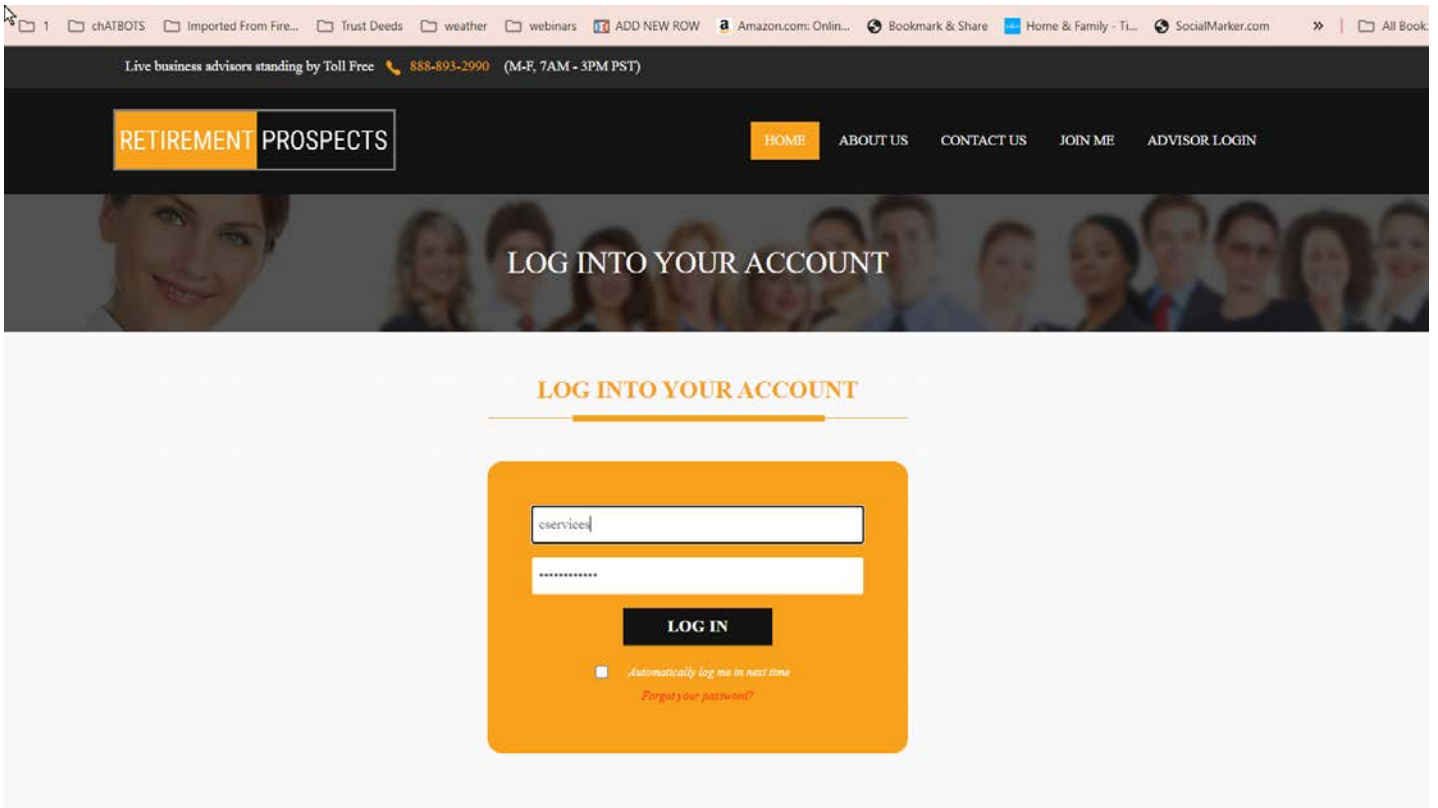 1 chATBOTS Imported From Fire... Trust Deeds weather webinars ADD NEW ROW Amazon.com: Onlin... Bookmark & Share Home & Family - Ti... SocialMarker.com » All Book
Live business advisors standing by Toll Free 888-893-2990 (M-F, 7AM - 3PM PST)
RETIREMENT PROSPECTS HOME ABOUT US CONTACT US JOIN ME ADVISOR LOGIN
LOG INTO YOUR ACCOUNT
LOG INTO YOUR ACCOUNT
cservices
••••••••••••
LOG IN
Automatically log me in next time
Forgot your password?